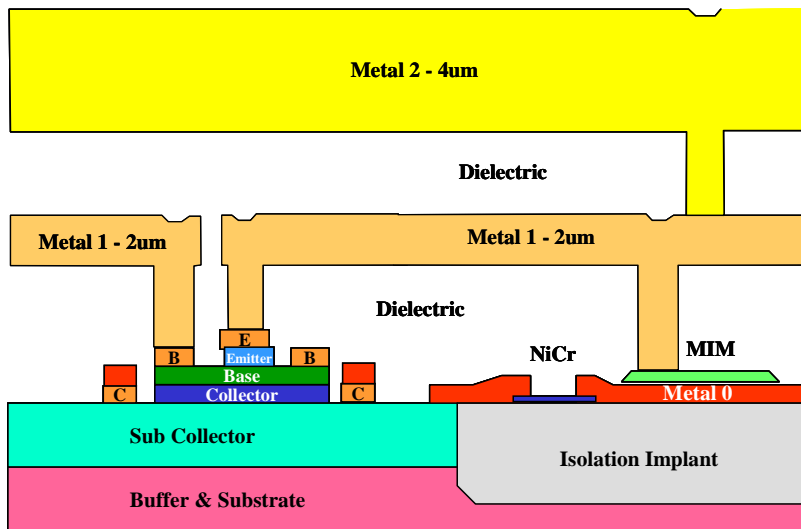 Metal 2 - 4um
Dielectric
Metal 1 - 2um
Metal 1 - 2um
Dielectric
E
B
Emitter
B
NiCr
MIM
Base
C
Collector
C
Metal 0
Sub Collector
Isolation Implant
Buffer & Substrate